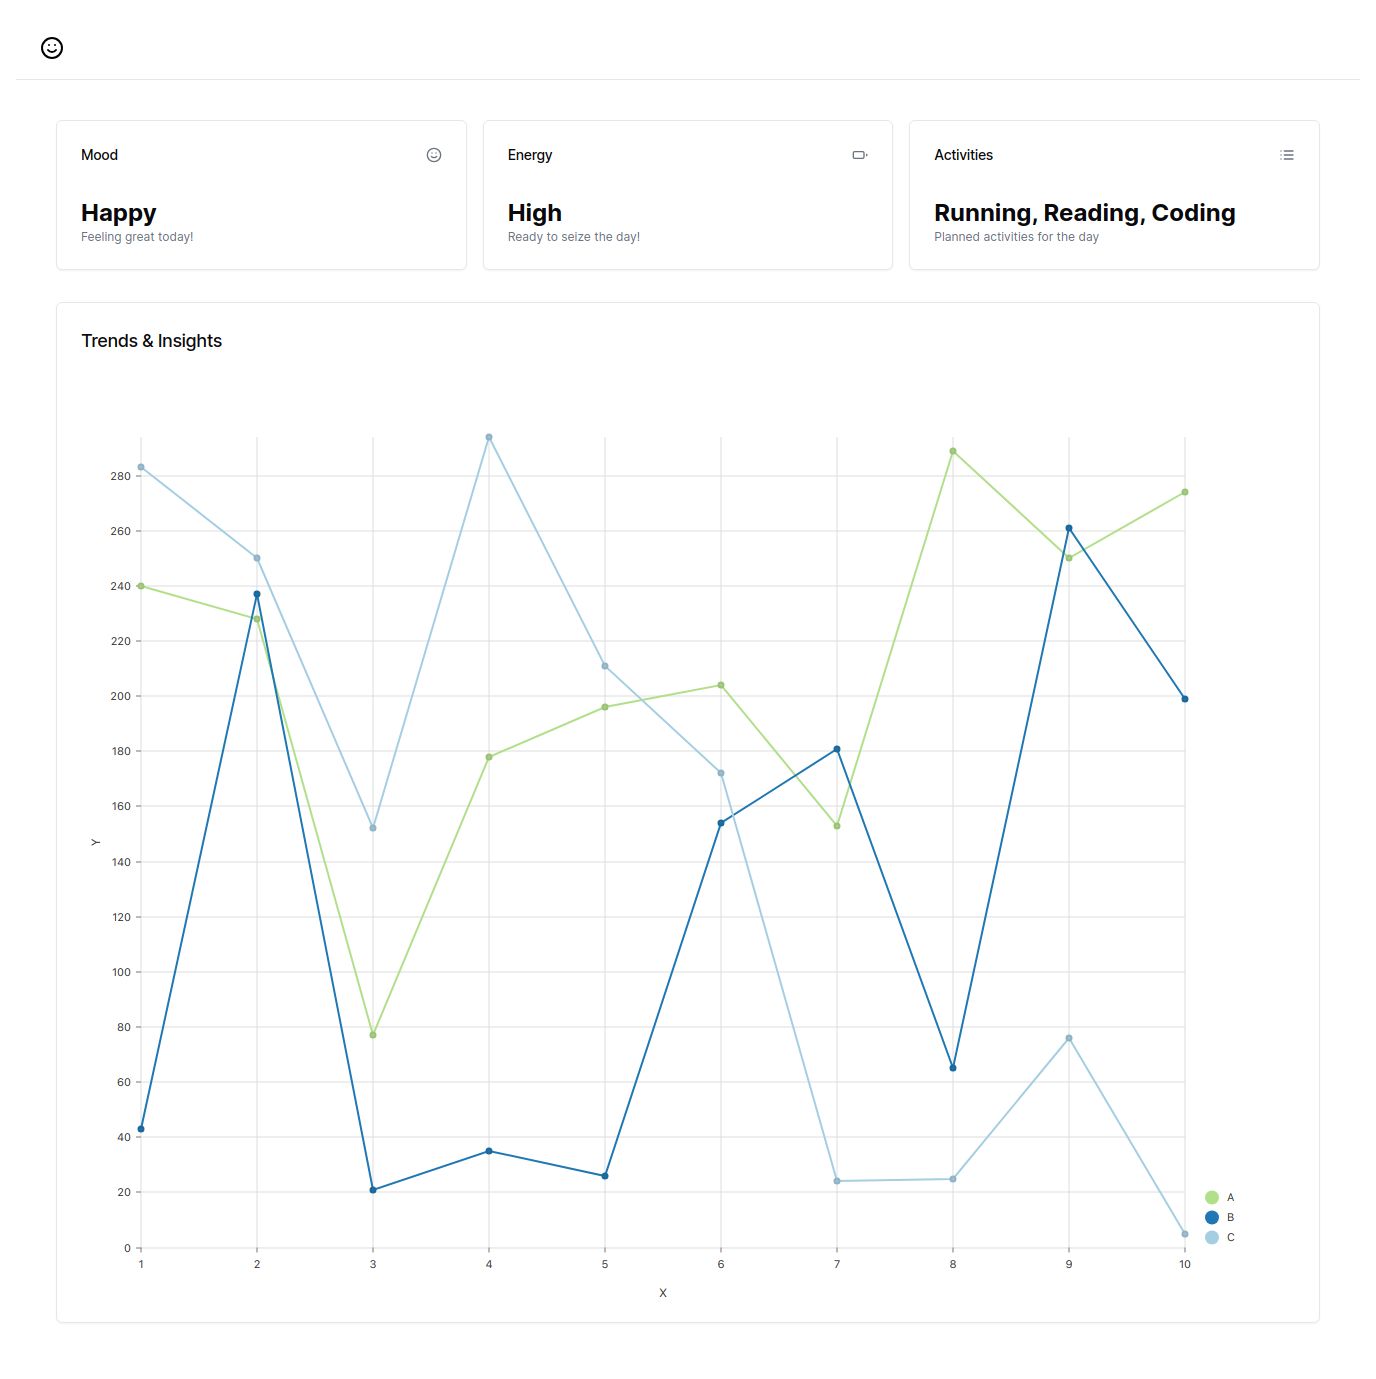 Mood
Happy
Feeling great today!
Energy
High
Ready to seize the day!
Activities
Running, Reading, Coding
Planned activities for the day
Trends & Insights
280
260
240
220
200
180
160
140
120
100
80
60
40
20
0
Y
1 2 3 4 5 6 7 8 9 10
X
A
B
C